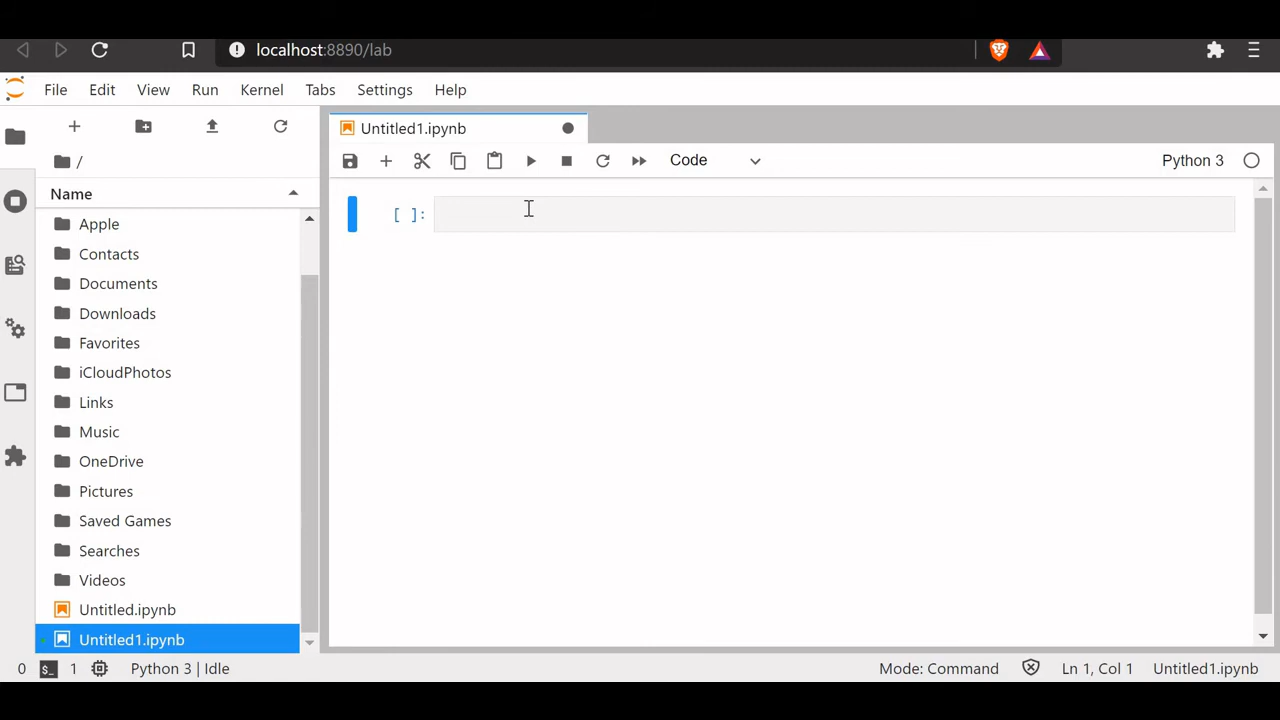 localhost:8890/lab
File Edit View Run Kernel Tabs Settings Help
Untitled1.ipynb
/
Code
Python 3
Name
[ ]:
Apple
Contacts
Documents
Downloads
Favorites
iCloudPhotos
Links
Music
OneDrive
Pictures
Saved Games
Searches
Videos
Untitled.ipynb
Untitled1.ipynb
0 $_ 1 Python 3 | Idle Mode: Command Ln 1, Col 1 Untitled1.ipynb